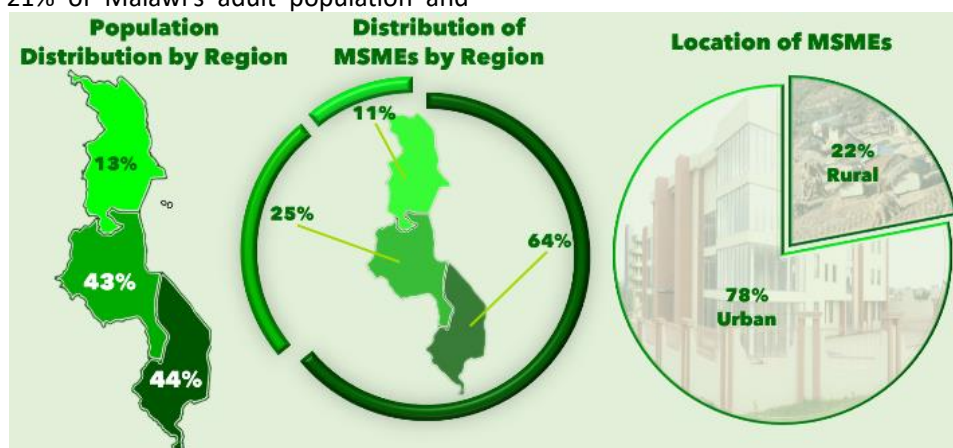 21% of Malawi's adult population and
Population
Distribution by Region
13%
43%
44%
Distribution of
MSMEs by Region
11%
25%
64%
Location of MSMEs
22%
Rural
78%
Urban